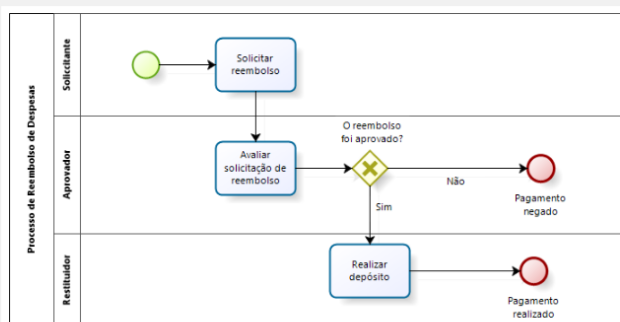 Processo de Reembolso de Despesas
Soliccitante
Solicitar
reembolso
Aprovador
Avaliar
solicitação de
reembolso
O reembolso
foi aprovado?
Não
Pagamento
negado
Sim
Restituidor
Realizar
depósito
Pagamento
realizado